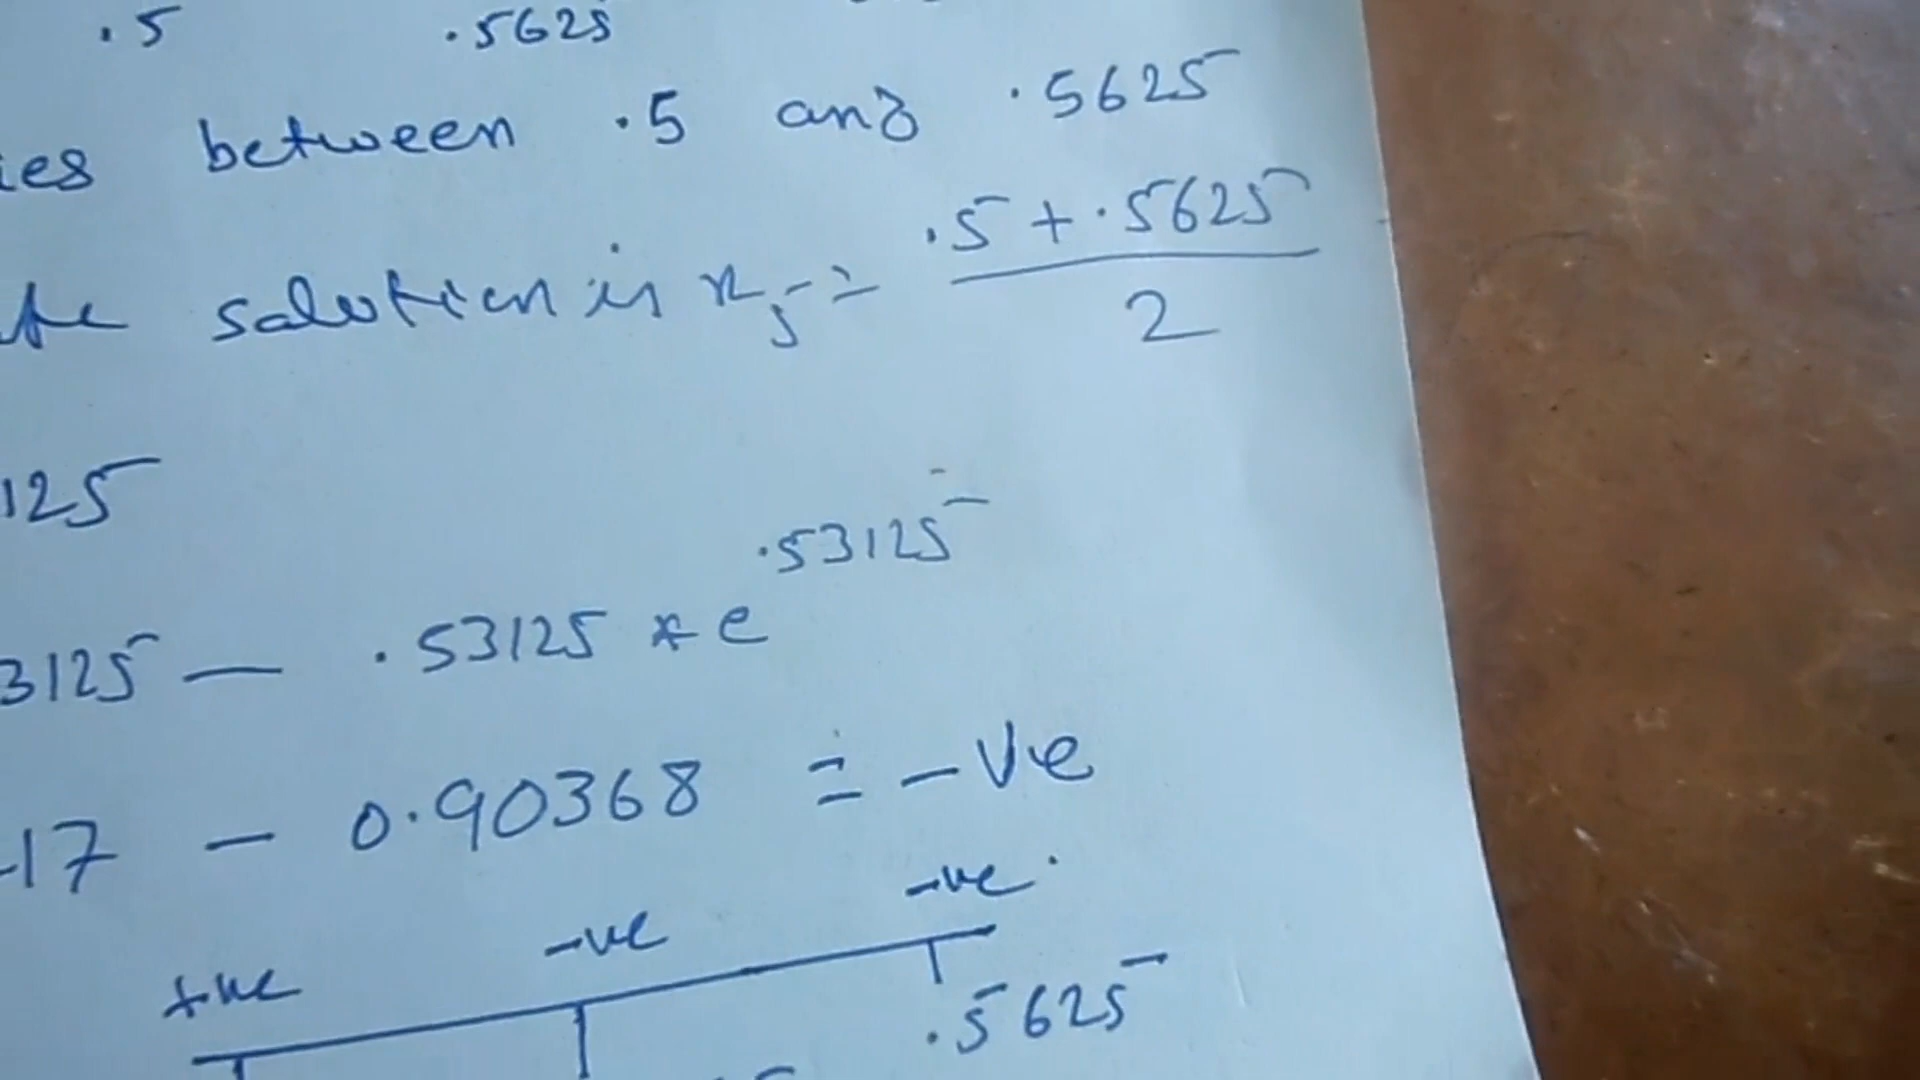 .5 .5625
ies between .5 and .5625
solution is x5 = .5 + .5625 / 2
125
3125 — .53125 * e^.53125
17 - 0.90368 = -ve
+ve -ve -ve
.5625